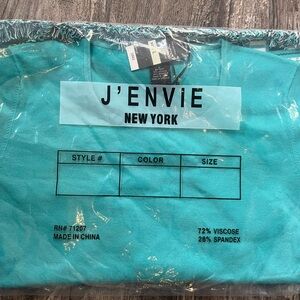 J'ENViE
NEW YORK
STYLE # COLOR SIZE
RN# 71207 72% VISCOSE
MADE IN CHINA 28% SPANDEX